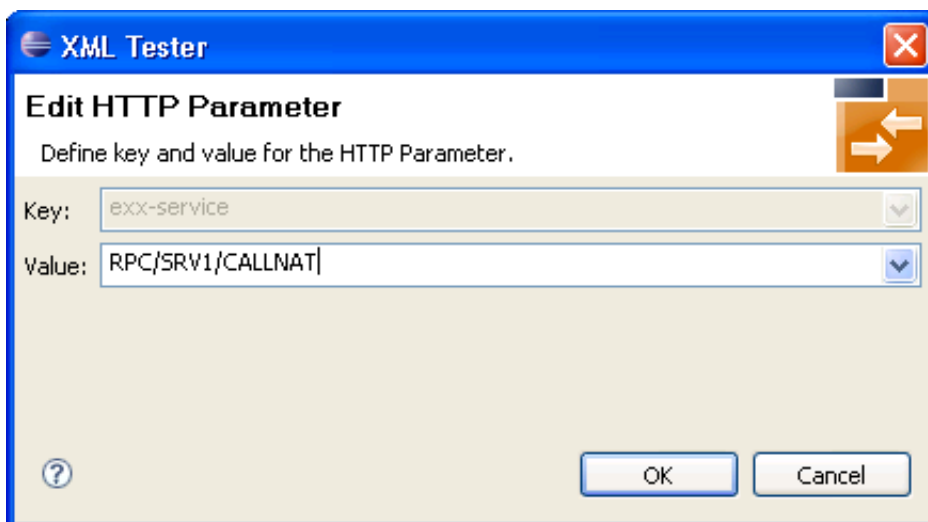 XML Tester
Edit HTTP Parameter
Define key and value for the HTTP Parameter.
Key: exx-service
Value: RPC/SRV1/CALLNAT
? OK Cancel